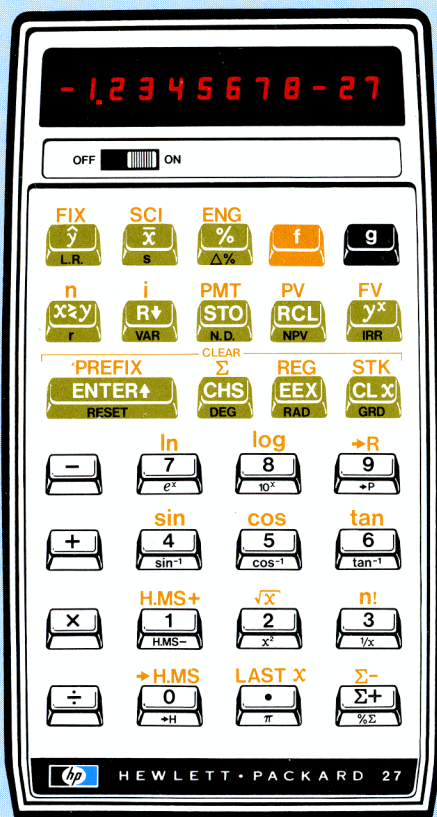 -1.2345678-27
OFF ON
FIX SCI ENG
ŷ x̄ % f g
L.R. s Δ%
n i PMT PV FV
x≷y R↓ STO RCL yˣ
r VAR N.D. NPV IRR
CLEAR
PREFIX Σ REG STK
ENTER↑ CHS EEX CL x
RESET DEG RAD GRD
ln log →R
− 7 8 9
eˣ 10ˣ →P
sin cos tan
+ 4 5 6
sin⁻¹ cos⁻¹ tan⁻¹
H.MS+ √x n!
× 1 2 3
H.MS− x² 1/x
→H.MS LAST X Σ−
÷ 0 • Σ+
→H π %Σ
hp HEWLETT•PACKARD 27